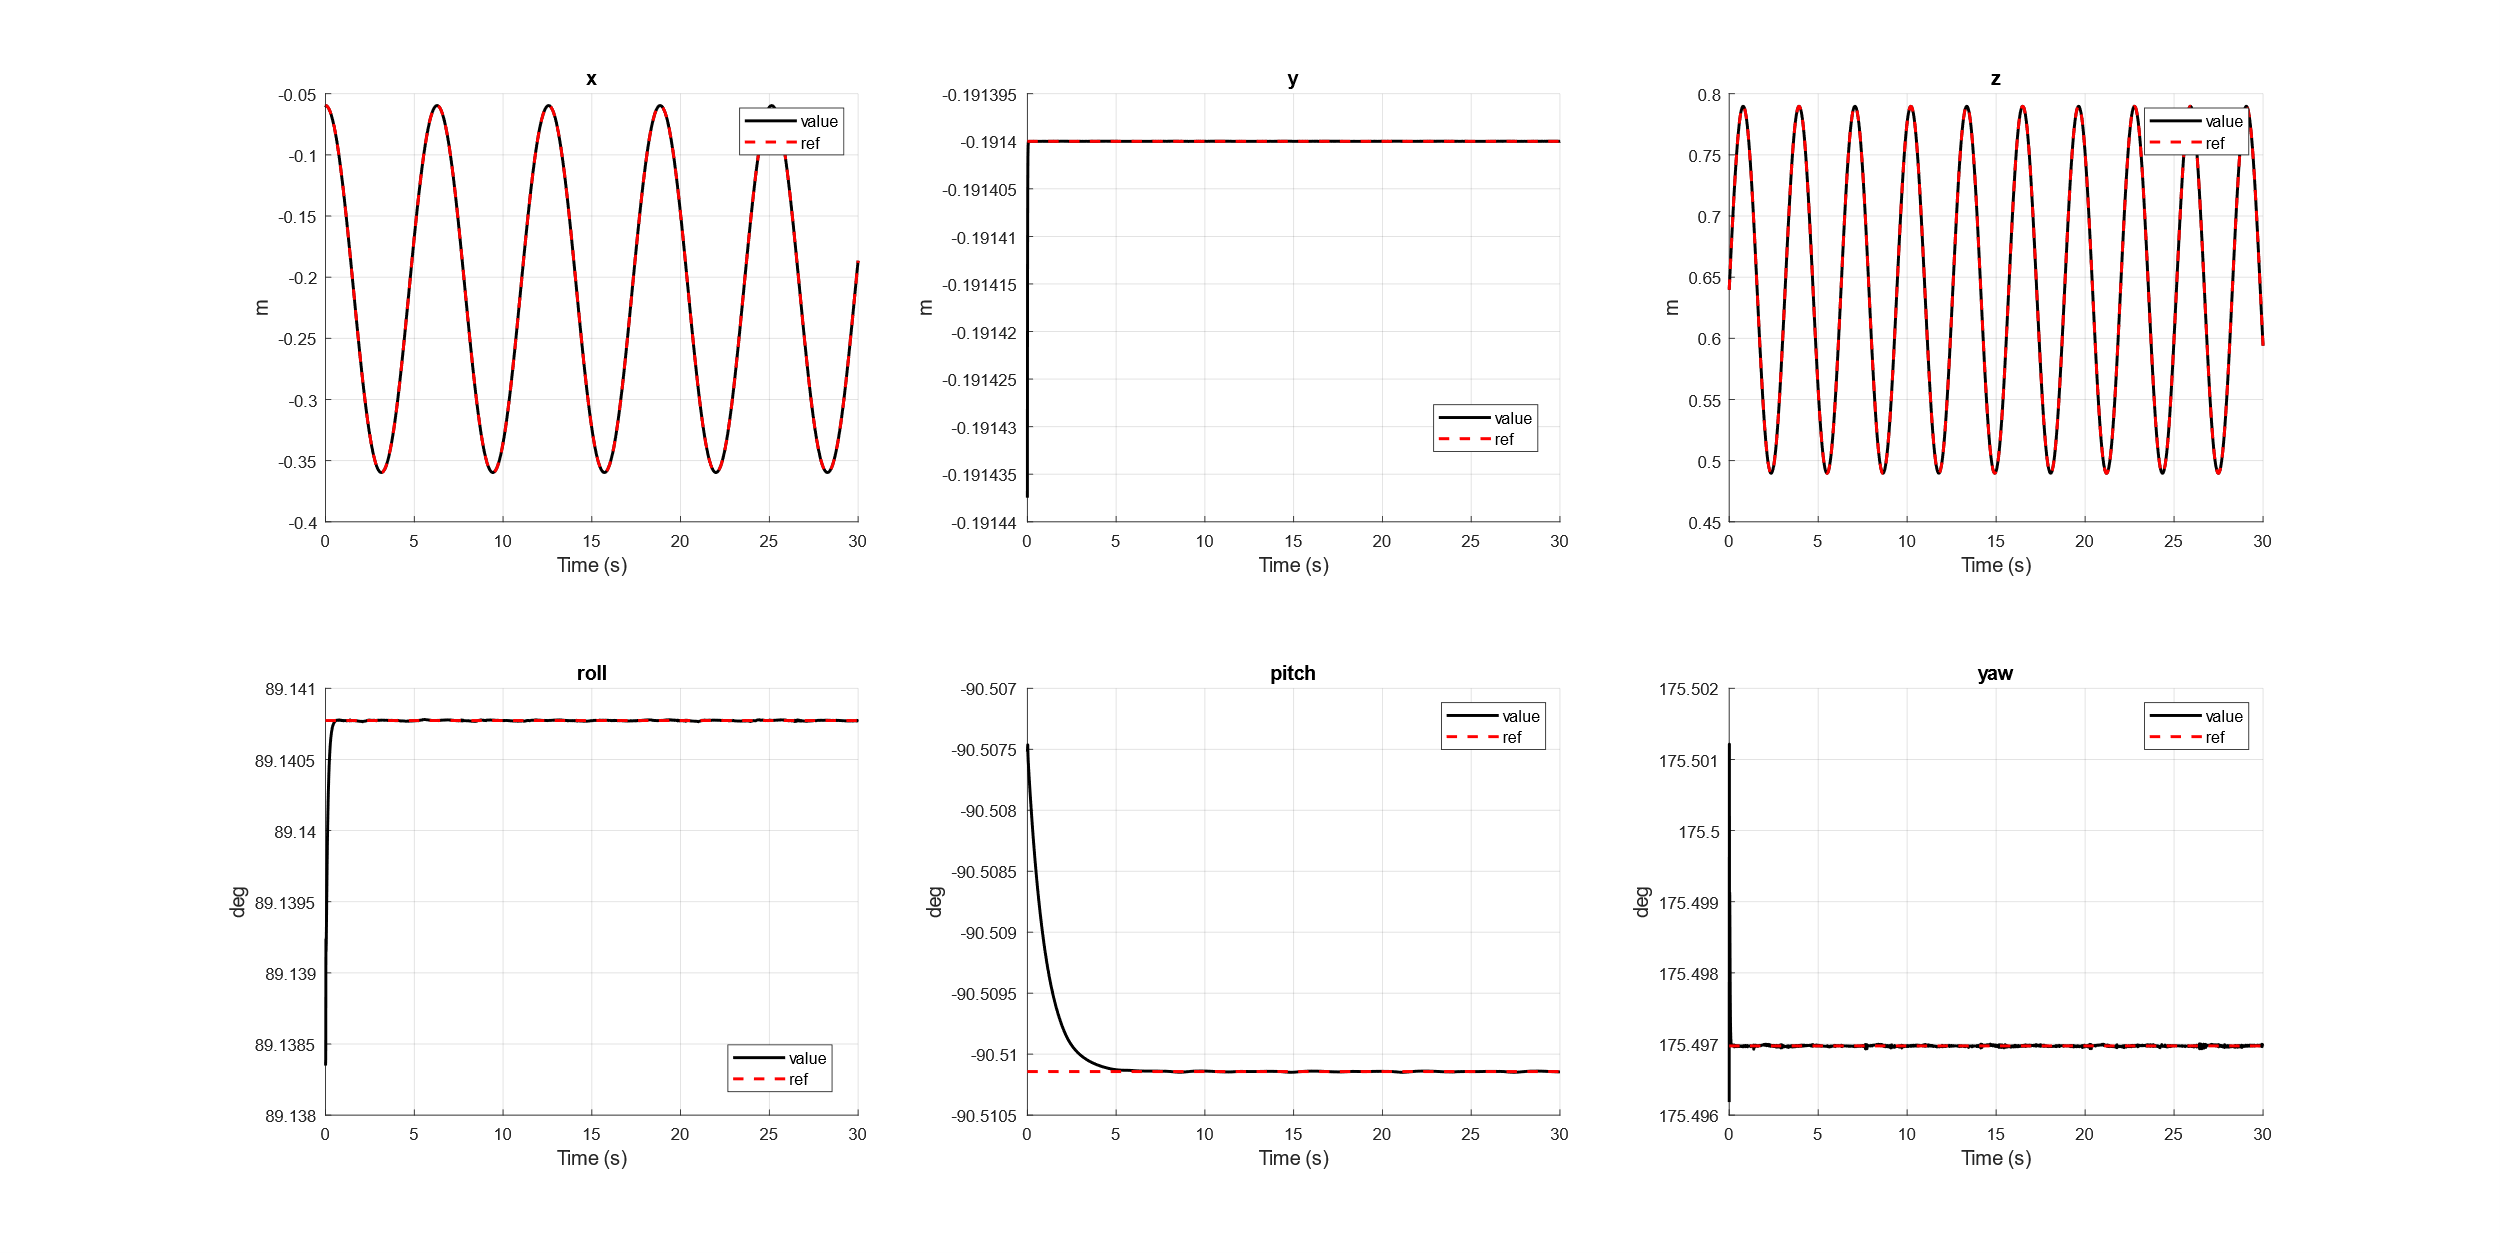 x
-0.05
-0.1
-0.15
-0.2
-0.25
-0.3
-0.35
-0.4
m
value
ref
0 5 10 15 20 25 30
Time (s)
y
-0.191395
-0.1914
-0.191405
-0.19141
-0.191415
-0.19142
-0.191425
-0.19143
-0.191435
-0.19144
m
value
ref
0 5 10 15 20 25 30
Time (s)
z
0.8
0.75
0.7
0.65
0.6
0.55
0.5
0.45
m
value
ref
0 5 10 15 20 25 30
Time (s)
roll
89.141
89.1405
89.14
89.1395
89.139
89.1385
89.138
deg
value
ref
0 5 10 15 20 25 30
Time (s)
pitch
-90.507
-90.5075
-90.508
-90.5085
-90.509
-90.5095
-90.51
-90.5105
deg
value
ref
0 5 10 15 20 25 30
Time (s)
yaw
175.502
175.501
175.5
175.499
175.498
175.497
175.496
deg
value
ref
0 5 10 15 20 25 30
Time (s)